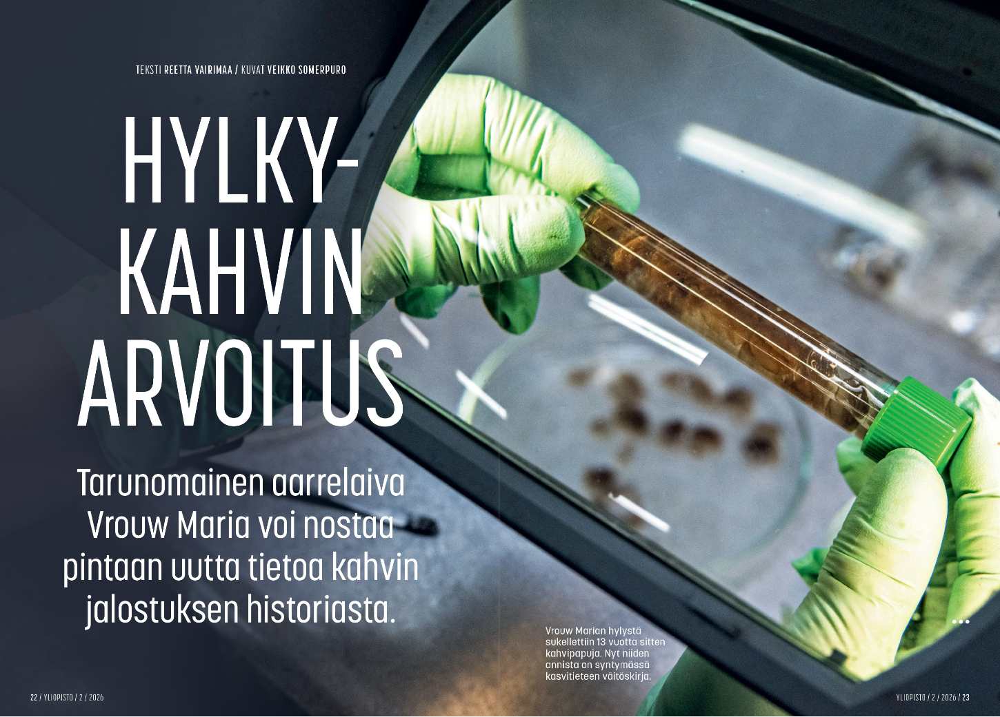 TEKSTI REETTA VAIRIMAA / KUVAT VEIKKO SOMERPURO
HYLKY-
KAHVIN
ARVOITUS
Tarunomainen aarrelaiva
Vrouw Maria voi nostaa
pintaan uutta tietoa kahvin
jalostuksen historiasta.
Vrouw Marian hylystä
sukellettiin 13 vuotta sitten
kahvipapuja. Nyt niiden
annista on syntymässä
kasvitieteen väitöskirja.
•••
22 / YLIOPISTO / 2 / 2026
YLIOPISTO / 2 / 2026 / 23